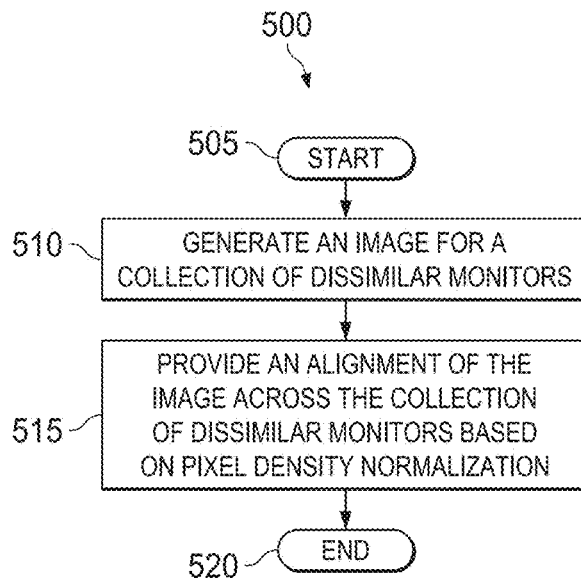 500
505
START
510
GENERATE AN IMAGE FOR A
COLLECTION OF DISSIMILAR MONITORS
515
PROVIDE AN ALIGNMENT OF THE
IMAGE ACROSS THE COLLECTION
OF DISSIMILAR MONITORS BASED
ON PIXEL DENSITY NORMALIZATION
520
END